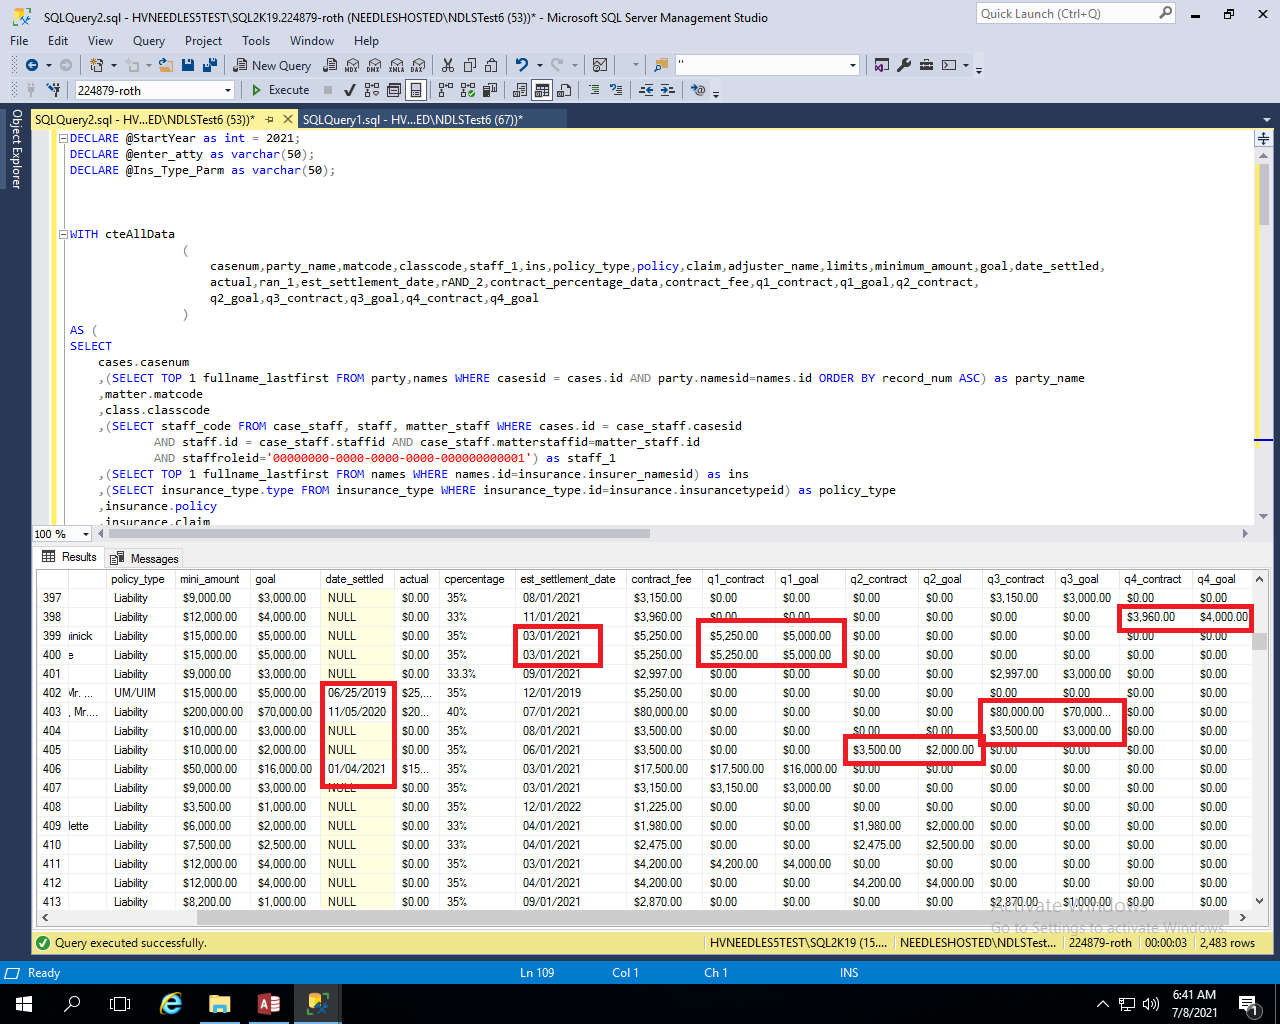 SQLQuery2.sql - HVNEEDLES5TEST\SQL2K19.224879-roth (NEEDLESHOSTED\NDLSTest6 (53))* - Microsoft SQL Server Management Studio
Quick Launch (Ctrl+Q)
File Edit View Query Project Tools Window Help
New Query MDX DMX XMLA DAX "
224879-roth Execute
SQLQuery2.sql - HV...ED\NDLSTest6 (53))* SQLQuery1.sql - HV...ED\NDLSTest6 (67))*
Object Explorer
DECLARE @StartYear as int = 2021;
DECLARE @enter_atty as varchar(50);
DECLARE @Ins_Type_Parm as varchar(50);
WITH cteAllData
(
casenum,party_name,matcode,classcode,staff_1,ins,policy_type,policy,claim,adjuster_name,limits,minimum_amount,goal,date_settled,
actual,ran_1,est_settlement_date,rAND_2,contract_percentage_data,contract_fee,q1_contract,q1_goal,q2_contract,
q2_goal,q3_contract,q3_goal,q4_contract,q4_goal
)
AS (
SELECT
cases.casenum
,(SELECT TOP 1 fullname_lastfirst FROM party,names WHERE casesid = cases.id AND party.namesid=names.id ORDER BY record_num ASC) as party_name
,matter.matcode
,class.classcode
,(SELECT staff_code FROM case_staff, staff, matter_staff WHERE cases.id = case_staff.casesid
AND staff.id = case_staff.staffid AND case_staff.matterstaffid=matter_staff.id
AND staffroleid='00000000-0000-0000-0000-000000000001') as staff_1
,(SELECT TOP 1 fullname_lastfirst FROM names WHERE names.id=insurance.insurer_namesid) as ins
,(SELECT insurance_type.type FROM insurance_type WHERE insurance_type.id=insurance.insurancetypeid) as policy_type
,insurance.policy
,insurance.claim
100 %
Results Messages
policy_type mini_amount goal date_settled actual cpercentage est_settlement_date contract_fee q1_contract q1_goal q2_contract q2_goal q3_contract q3_goal q4_contract q4_goal
397 Liability $9,000.00 $3,000.00 NULL $0.00 35% 08/01/2021 $3,150.00 $0.00 $0.00 $0.00 $0.00 $3,150.00 $3,000.00 $0.00 $0.00
398 Liability $12,000.00 $4,000.00 NULL $0.00 33% 11/01/2021 $3,960.00 $0.00 $0.00 $0.00 $0.00 $0.00 $0.00 $3,960.00 $4,000.00
399 inick Liability $15,000.00 $5,000.00 NULL $0.00 35% 03/01/2021 $5,250.00 $5,250.00 $5,000.00 $0.00 $0.00 $0.00 $0.00 $0.00 $0.00
400 e Liability $15,000.00 $5,000.00 NULL $0.00 35% 03/01/2021 $5,250.00 $5,250.00 $5,000.00 $0.00 $0.00 $0.00 $0.00 $0.00 $0.00
401 Liability $9,000.00 $3,000.00 NULL $0.00 33.3% 09/01/2021 $2,997.00 $0.00 $0.00 $0.00 $0.00 $2,997.00 $3,000.00 $0.00 $0.00
402 Mr. ... UM/UIM $15,000.00 $5,000.00 06/25/2019 $25,... 35% 12/01/2019 $5,250.00 $0.00 $0.00 $0.00 $0.00 $0.00 $0.00 $0.00 $0.00
403 , Mr.... Liability $200,000.00 $70,000.00 11/05/2020 $20... 40% 07/01/2021 $80,000.00 $0.00 $0.00 $0.00 $0.00 $80,000.00 $70,000... $0.00 $0.00
404 Liability $10,000.00 $3,000.00 NULL $0.00 35% 08/01/2021 $3,500.00 $0.00 $0.00 $0.00 $0.00 $3,500.00 $3,000.00 $0.00 $0.00
405 Liability $10,000.00 $2,000.00 NULL $0.00 35% 06/01/2021 $3,500.00 $0.00 $0.00 $3,500.00 $2,000.00 $0.00 $0.00 $0.00 $0.00
406 Liability $50,000.00 $16,000.00 01/04/2021 $15... 35% 03/01/2021 $17,500.00 $17,500.00 $16,000.00 $0.00 $0.00 $0.00 $0.00 $0.00 $0.00
407 Liability $9,000.00 $3,000.00 NULL $0.00 35% 03/01/2021 $3,150.00 $3,150.00 $3,000.00 $0.00 $0.00 $0.00 $0.00 $0.00 $0.00
408 Liability $3,500.00 $1,000.00 NULL $0.00 35% 12/01/2022 $1,225.00 $0.00 $0.00 $0.00 $0.00 $0.00 $0.00 $0.00 $0.00
409 lette Liability $6,000.00 $2,000.00 NULL $0.00 33% 04/01/2021 $1,980.00 $0.00 $0.00 $1,980.00 $2,000.00 $0.00 $0.00 $0.00 $0.00
410 Liability $7,500.00 $2,500.00 NULL $0.00 33% 04/01/2021 $2,475.00 $0.00 $0.00 $2,475.00 $2,500.00 $0.00 $0.00 $0.00 $0.00
411 Liability $12,000.00 $4,000.00 NULL $0.00 35% 03/01/2021 $4,200.00 $4,200.00 $4,000.00 $0.00 $0.00 $0.00 $0.00 $0.00 $0.00
412 Liability $12,000.00 $4,000.00 NULL $0.00 35% 04/01/2021 $4,200.00 $0.00 $0.00 $4,200.00 $4,000.00 $0.00 $0.00 $0.00 $0.00
413 Liability $8,200.00 $1,000.00 NULL $0.00 35% 09/01/2021 $2,870.00 $0.00 $0.00 $0.00 $0.00 $2,870.00 $1,000.00 $0.00 $0.00
Activate Windows
Go to Settings to activate Windows.
Query executed successfully. HVNEEDLES5TEST\SQL2K19 (15.... NEEDLESHOSTED\NDLSTest... 224879-roth 00:00:03 2,483 rows
Ready Ln 109 Col 1 Ch 1 INS
6:41 AM
7/8/2021
1